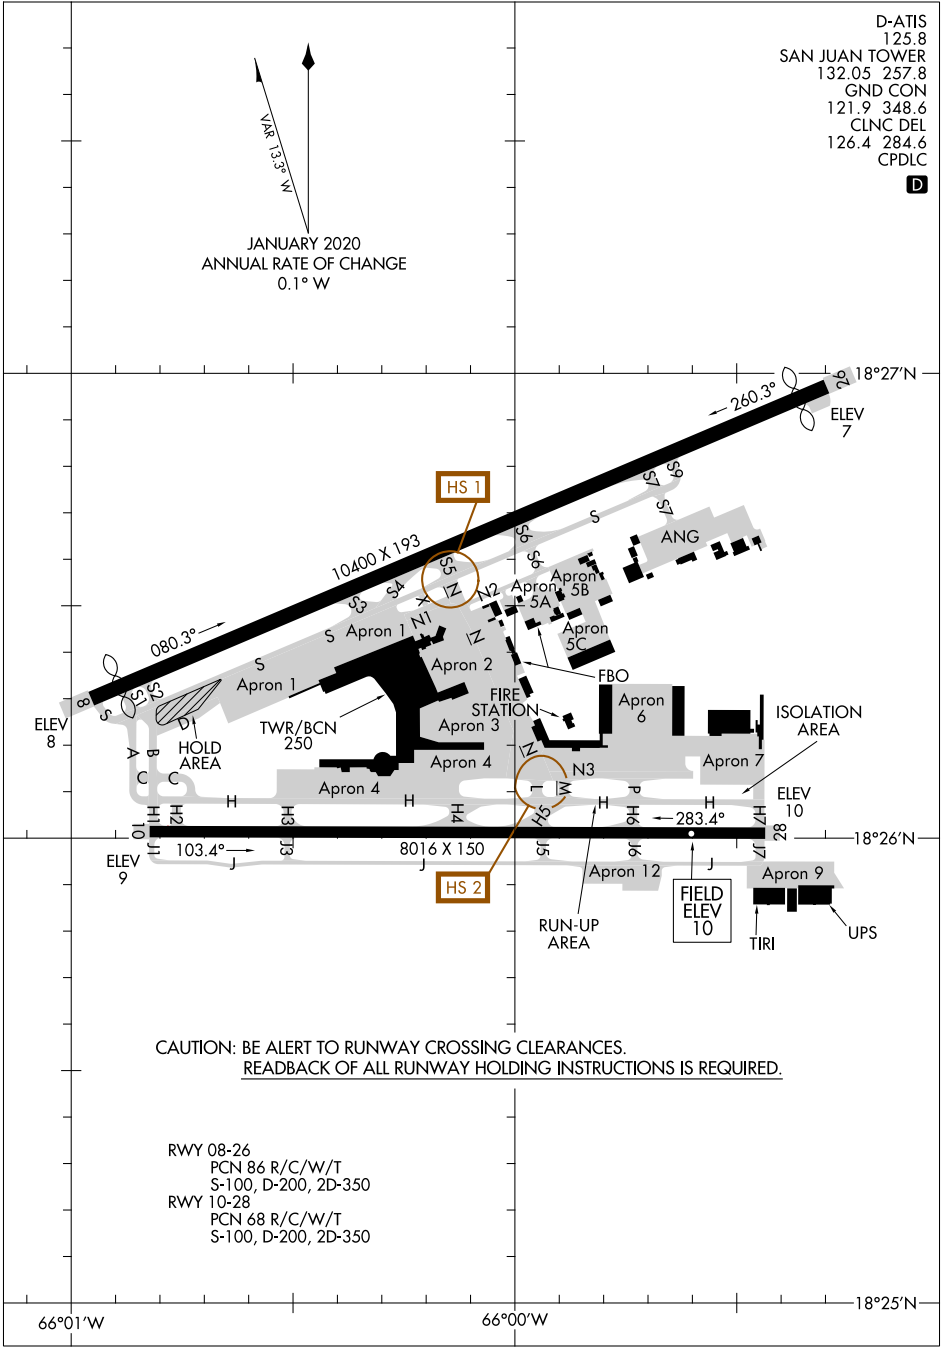 D-ATIS
125.8
SAN JUAN TOWER
132.05 257.8
GND CON
121.9 348.6
CLNC DEL
126.4 284.6
CPDLC
D
VAR 13.3° W
JANUARY 2020
ANNUAL RATE OF CHANGE
0.1° W
18°27'N
26
260.3°
ELEV
7
HS 1
S9
S7
S7
S
S6
S6
ANG
10400 X 193
S5
S4
S3
X
N
N2
N1
N
Apron
5A
Apron
5B
Apron
5C
080.3°
S
Apron 1
S
Apron 1
Apron 2
FBO
8
S1
S2
S
D
ELEV
8
HOLD
AREA
TWR/BCN
250
Apron 3
FIRE
STATION
Apron
6
ISOLATION
AREA
A
B
C
C
Apron 4
Apron 4
N
N3
Apron 7
L
M
P
H
H
H
H
H1
H2
H3
H4
H5
H6
H7
ELEV
10
10
283.4°
28
18°26'N
J1
J3
J5
J6
J7
ELEV
9
103.4°
8016 X 150
J
J
J
Apron 12
Apron 9
HS 2
FIELD
ELEV
10
RUN-UP
AREA
TIRI
UPS
CAUTION: BE ALERT TO RUNWAY CROSSING CLEARANCES.
READBACK OF ALL RUNWAY HOLDING INSTRUCTIONS IS REQUIRED.
RWY 08-26
PCN 86 R/C/W/T
S-100, D-200, 2D-350
RWY 10-28
PCN 68 R/C/W/T
S-100, D-200, 2D-350
18°25'N
66°01'W
66°00'W